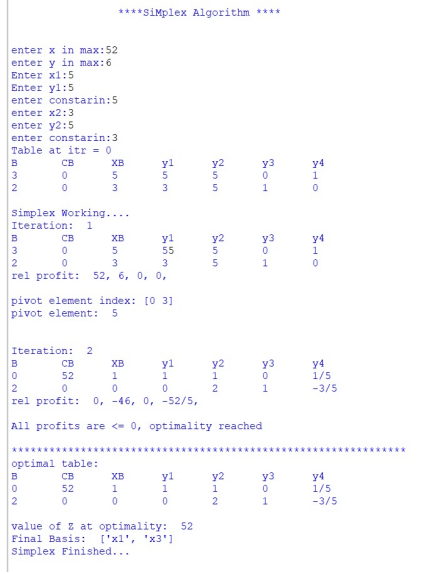 ****SiMplex Algorithm ****
enter x in max:52
enter y in max:6
Enter x1:5
Enter y1:5
enter constarin:5
enter x2:3
enter y2:5
enter constarin:3
Table at itr = 0
B CB XB y1 y2 y3 y4
3 0 5 5 5 0 1
2 0 3 3 5 1 0
Simplex Working....
Iteration: 1
B CB XB y1 y2 y3 y4
3 0 5 55 5 0 1
2 0 3 3 5 1 0
rel profit: 52, 6, 0, 0,
pivot element index: [0 3]
pivot element: 5
Iteration: 2
B CB XB y1 y2 y3 y4
0 52 1 1 1 0 1/5
2 0 0 0 2 1 -3/5
rel profit: 0, -46, 0, -52/5,
All profits are <= 0, optimality reached
***************************************************************
optimal table:
B CB XB y1 y2 y3 y4
0 52 1 1 1 0 1/5
2 0 0 0 2 1 -3/5
value of Z at optimality: 52
Final Basis: ['x1', 'x3']
Simplex Finished...